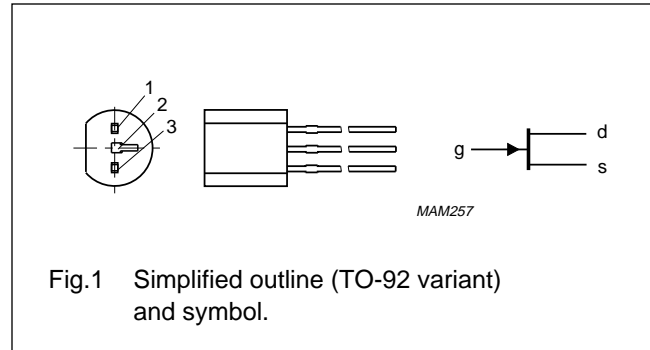 1
2
3
g
d
s
MAM257
Fig.1 Simplified outline (TO-92 variant)
and symbol.